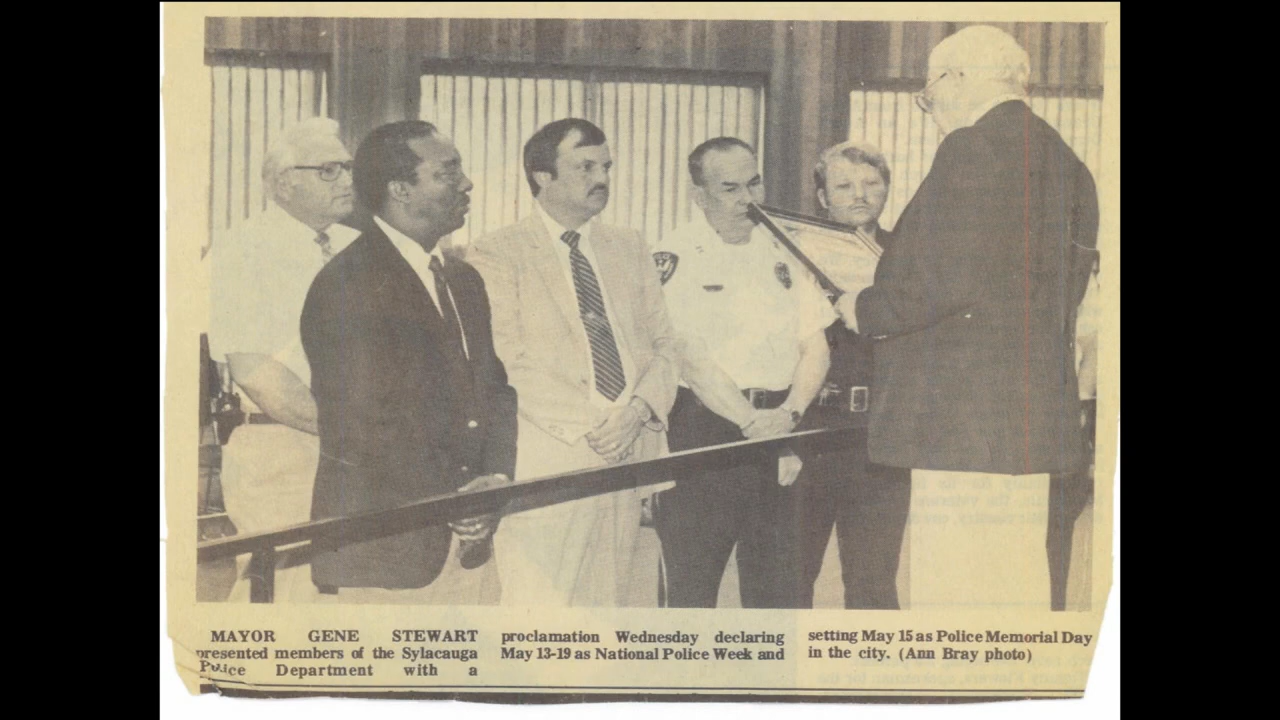 MAYOR GENE STEWART
presented members of the Sylacauga
Police Department with a
proclamation Wednesday declaring
May 13-19 as National Police Week and
setting May 15 as Police Memorial Day
in the city. (Ann Bray photo)